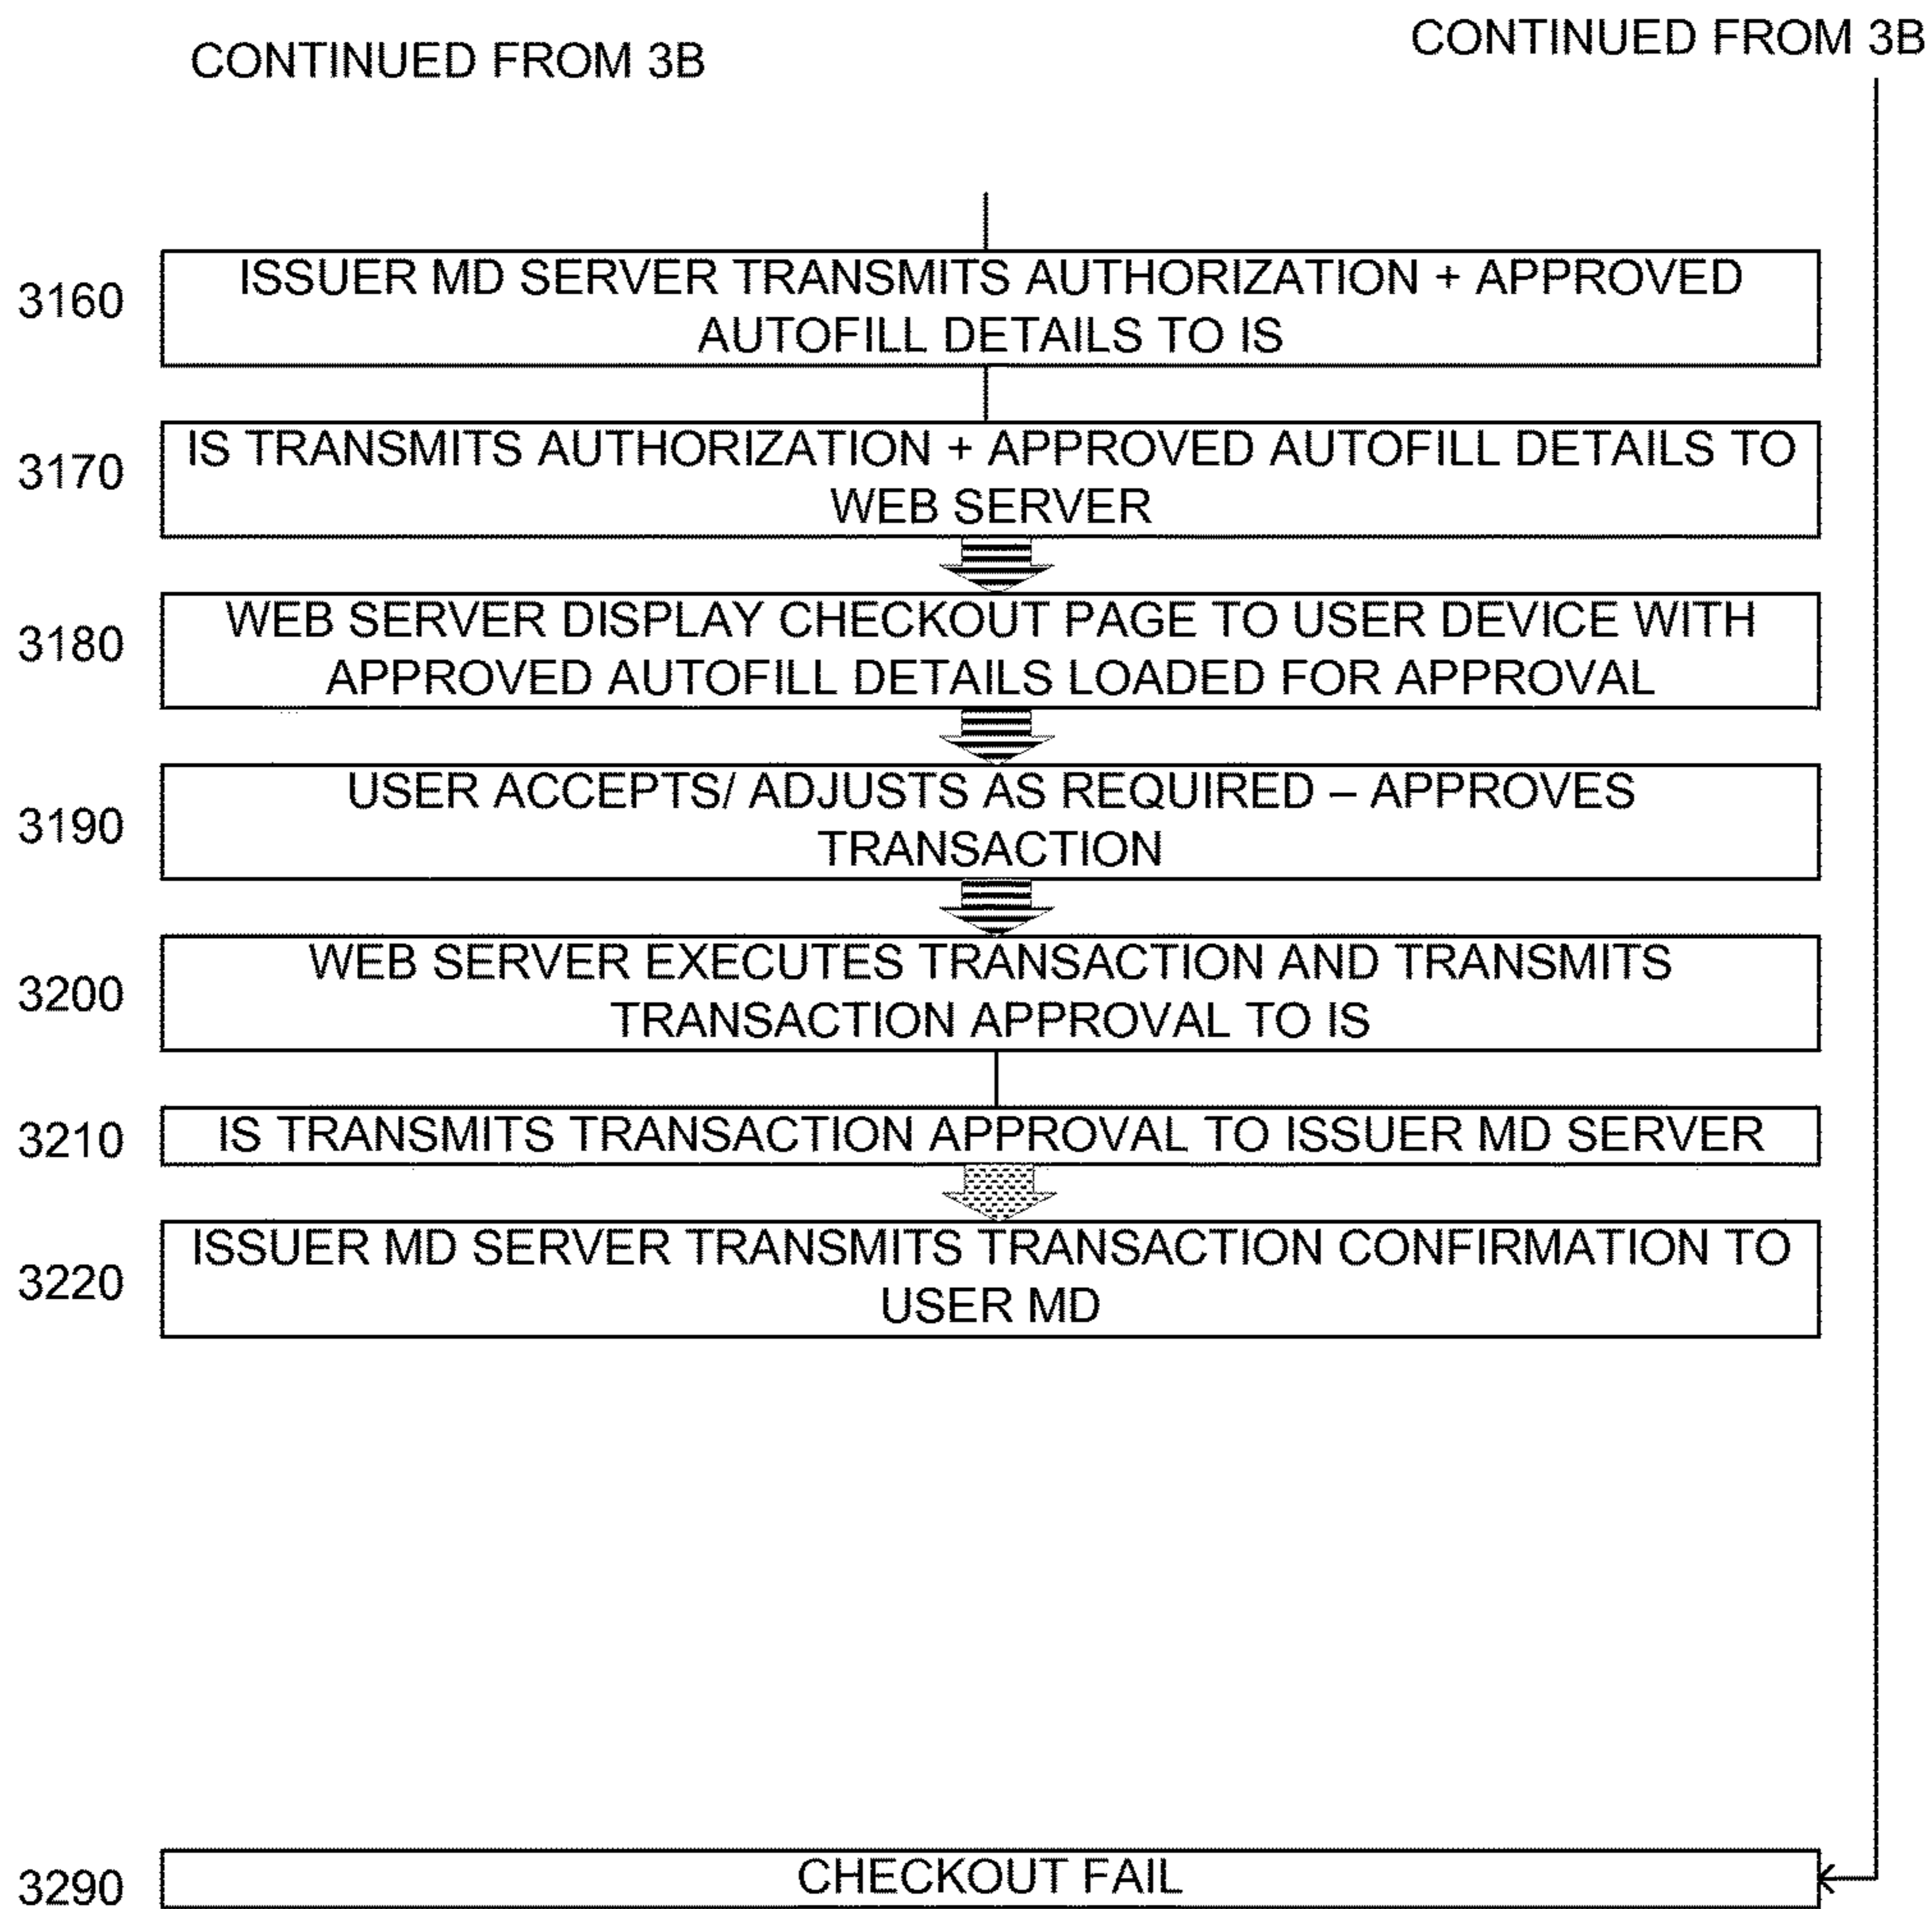 CONTINUED FROM 3B
CONTINUED FROM 3B
3160
ISSUER MD SERVER TRANSMITS AUTHORIZATION + APPROVED
AUTOFILL DETAILS TO IS
3170
IS TRANSMITS AUTHORIZATION + APPROVED AUTOFILL DETAILS TO
WEB SERVER
3180
WEB SERVER DISPLAY CHECKOUT PAGE TO USER DEVICE WITH
APPROVED AUTOFILL DETAILS LOADED FOR APPROVAL
3190
USER ACCEPTS/ ADJUSTS AS REQUIRED – APPROVES
TRANSACTION
3200
WEB SERVER EXECUTES TRANSACTION AND TRANSMITS
TRANSACTION APPROVAL TO IS
3210
IS TRANSMITS TRANSACTION APPROVAL TO ISSUER MD SERVER
3220
ISSUER MD SERVER TRANSMITS TRANSACTION CONFIRMATION TO
USER MD
3290
CHECKOUT FAIL